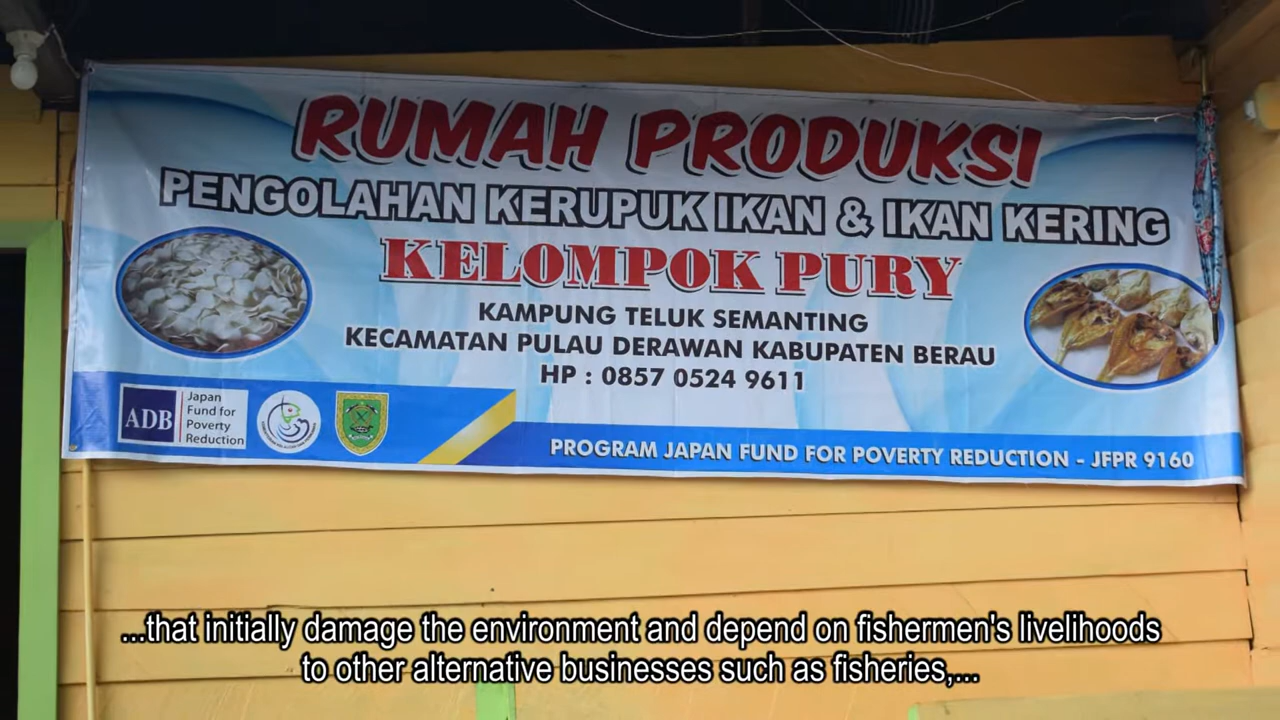 RUMAH PRODUKSI
PENGOLAHAN KERUPUK IKAN & IKAN KERING
KELOMPOK PURY
KAMPUNG TELUK SEMANTING
KECAMATAN PULAU DERAWAN KABUPATEN BERAU
HP : 0857 0524 9611
ADB
Japan
Fund for
Poverty
Reduction
PROGRAM JAPAN FUND FOR POVERTY REDUCTION - JFPR 9160
...that initially damage the environment and depend on fishermen's livelihoods
to other alternative businesses such as fisheries,...